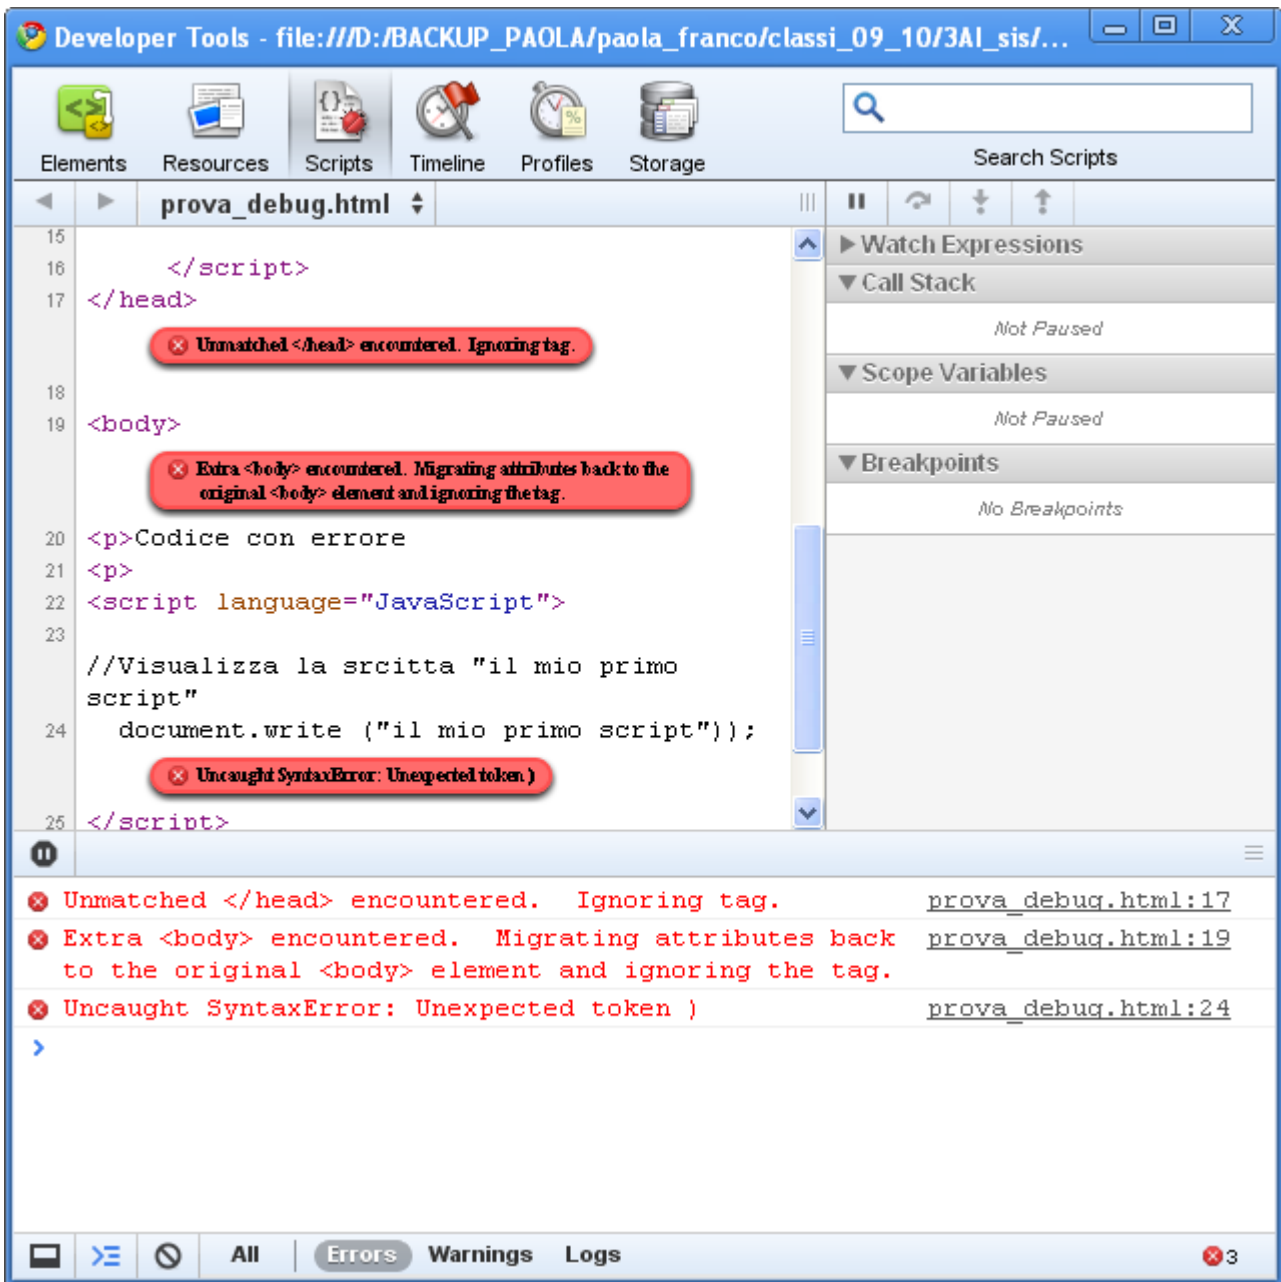 Developer Tools - file:///D:/BACKUP_PAOLA/paola_franco/classi_09_10/3AI_sis/...
Elements Resources Scripts Timeline Profiles Storage
Search Scripts
prova_debug.html
15
16 </script>
17 </head>
Unmatched </head> encountered. Ignoring tag.
18
19 <body>
Extra <body> encountered. Migrating attributes back to the
original <body> element and ignoring the tag.
20 <p>Codice con errore
21 <p>
22 <script language="JavaScript">
23
//Visualizza la srcitta "il mio primo
script"
24 document.write ("il mio primo script"));
Uncaught SyntaxError: Unexpected token )
25 </script>
Watch Expressions
Call Stack
Not Paused
Scope Variables
Not Paused
Breakpoints
No Breakpoints
Unmatched </head> encountered. Ignoring tag. prova_debug.html:17
Extra <body> encountered. Migrating attributes back prova_debug.html:19
to the original <body> element and ignoring the tag.
Uncaught SyntaxError: Unexpected token ) prova_debug.html:24
>
All Errors Warnings Logs 3